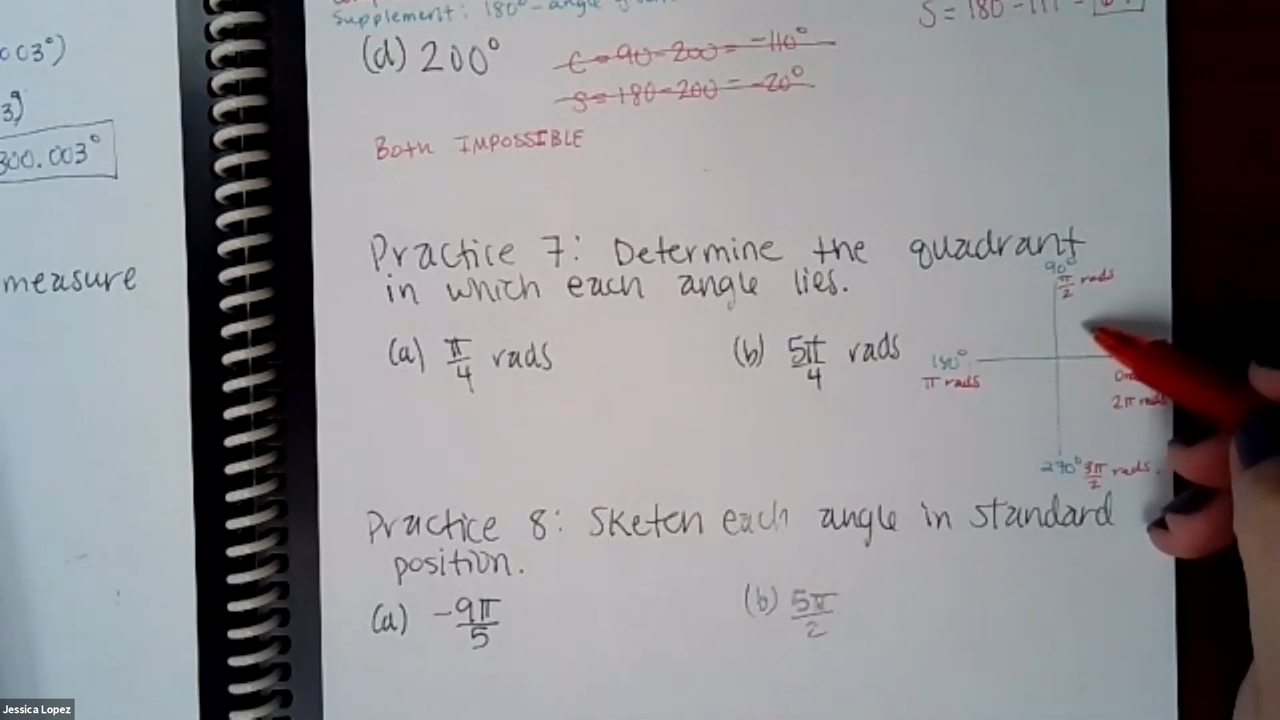 003°)
3)
300.003°
measure
Supplement: 180° - angle given
S = 180 - 111 =
(d) 200°
C = 90 - 200 = -110°
S = 180 - 200 = -20°
Both IMPOSSIBLE
Practice 7: Determine the quadrant
in which each angle lies.
90°
π/2 rads
(a) π/4 rads
(b) 5π/4 rads
180°
π rads
2π rads
270° 3π/2 rads.
Practice 8: Sketch each angle in standard
position.
(a) -9π/5
(b) 5π/2
Jessica Lopez